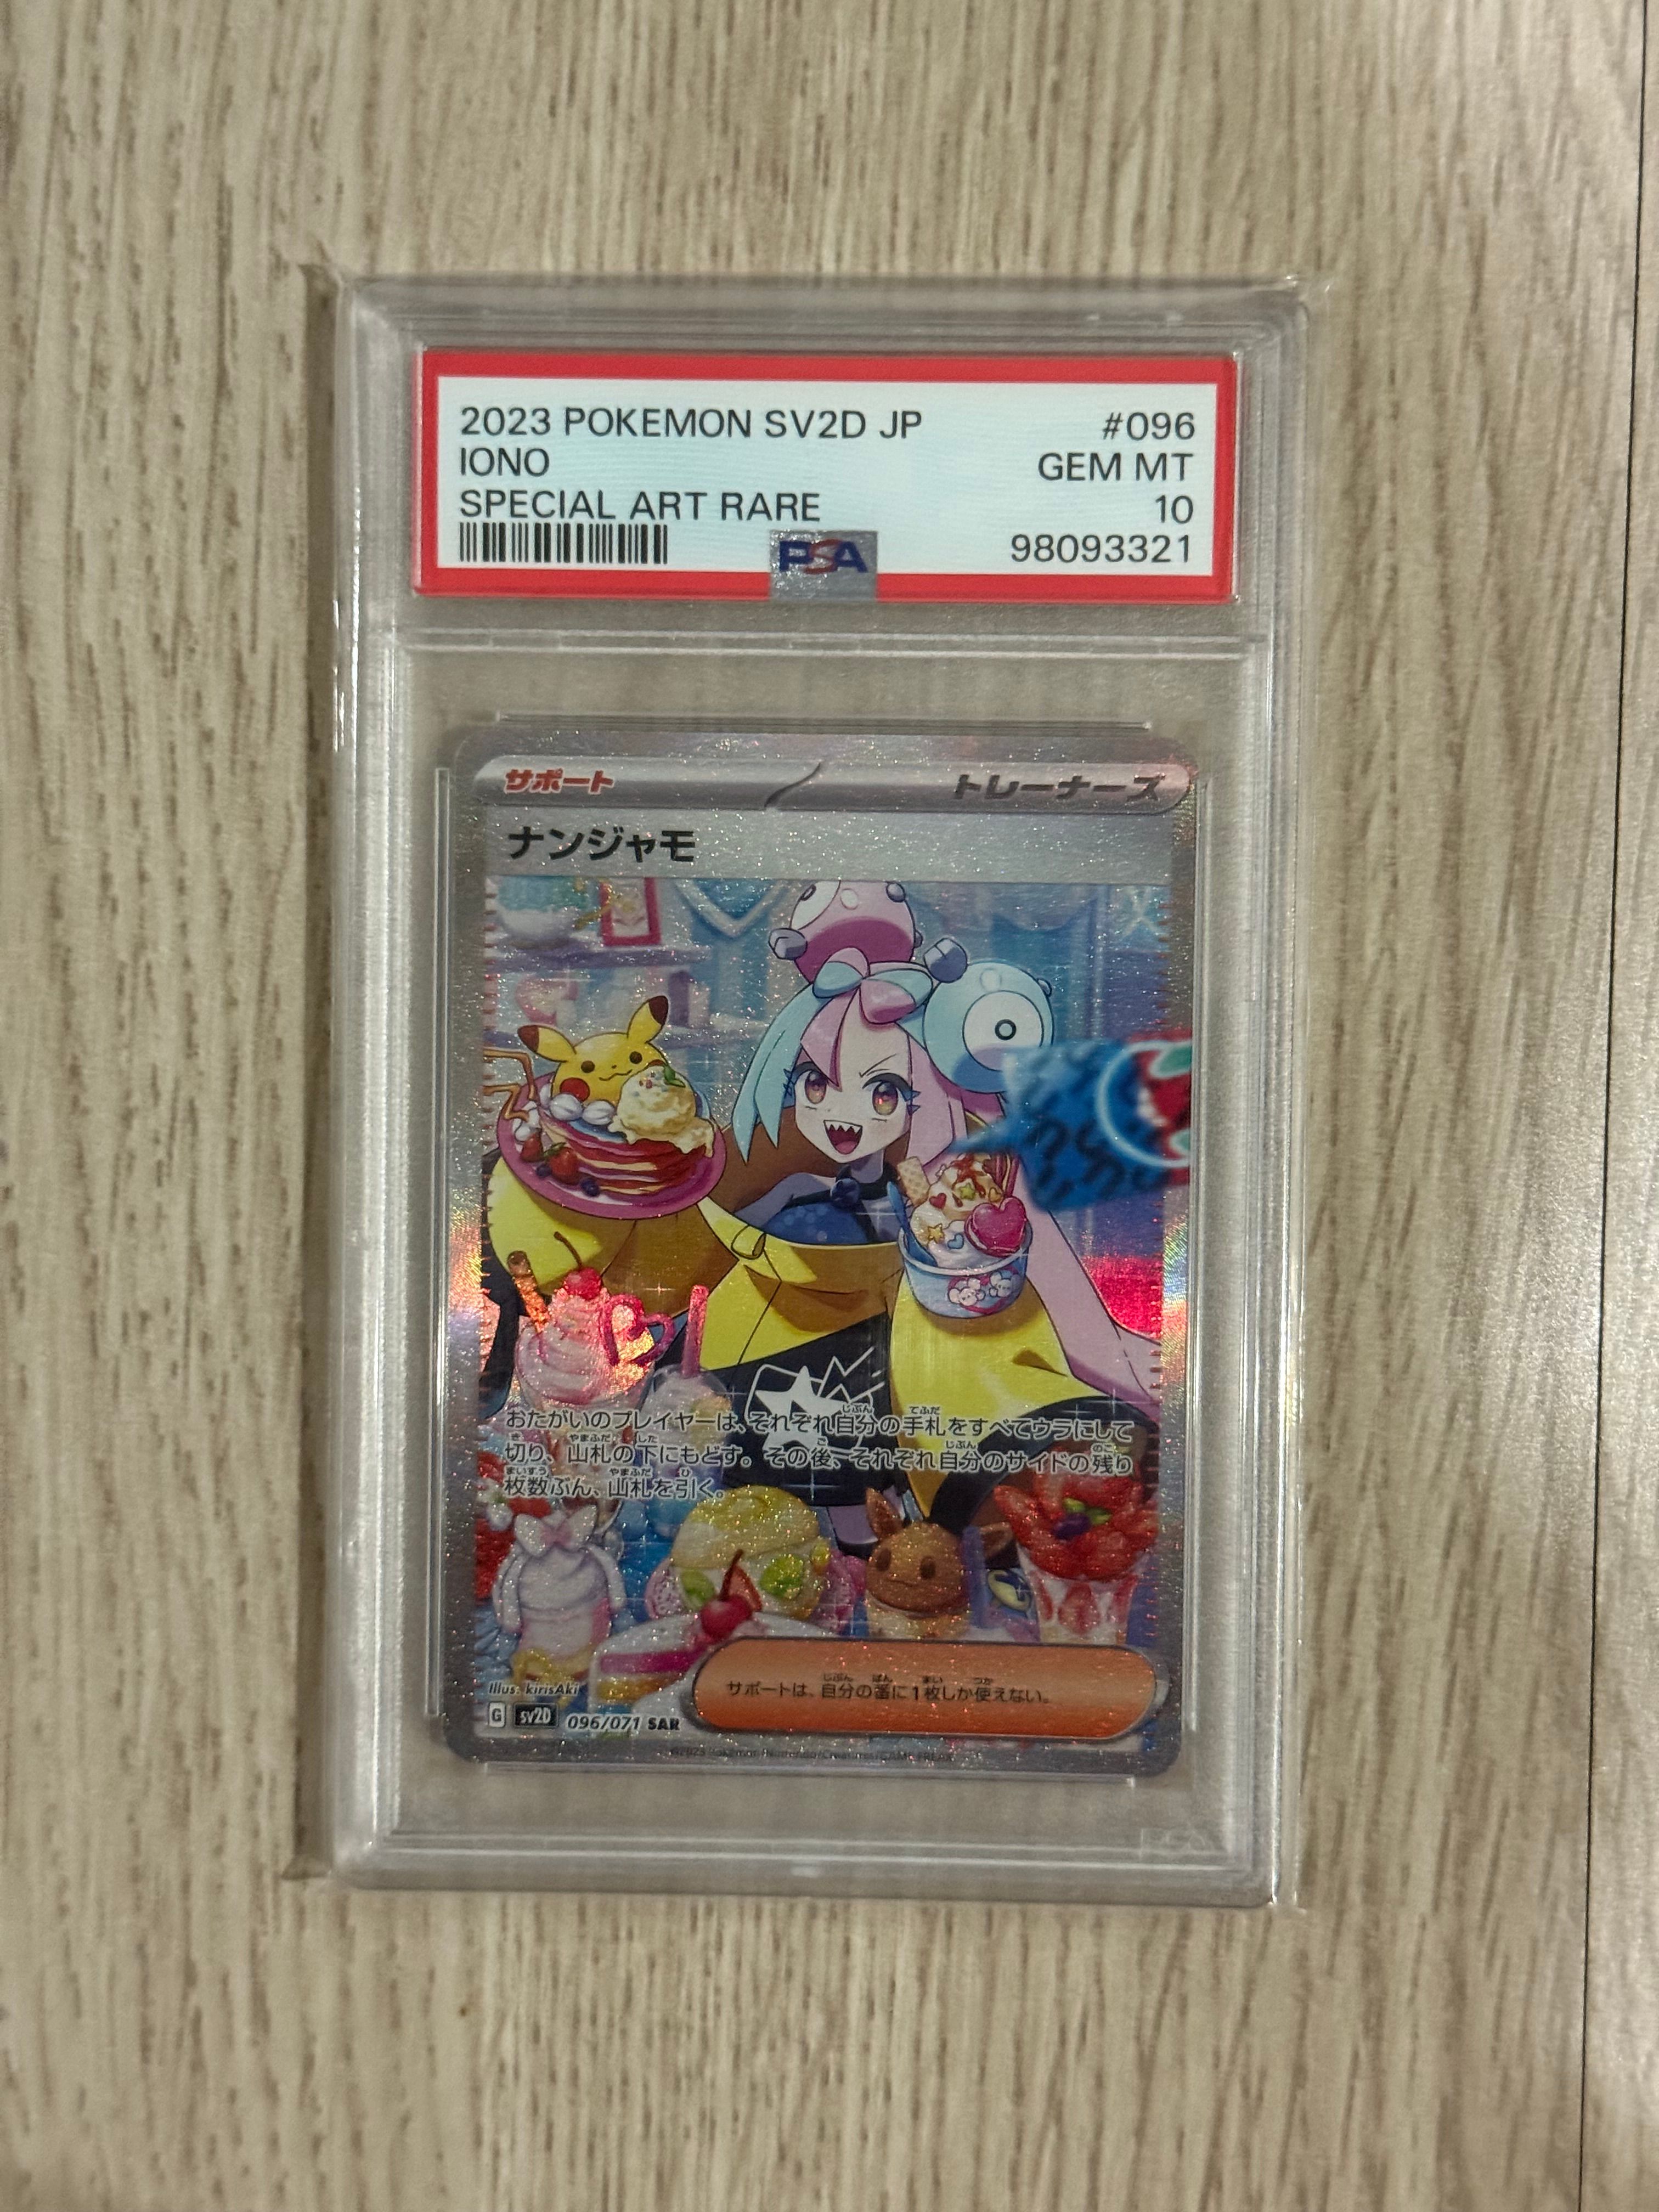 2023 POKEMON SV2D JP #096
IONO GEM MT
SPECIAL ART RARE 10
PSA 98093321
サポート トレーナーズ
ナンジャモ
おたがいのプレイヤーは、それぞれ自分の手札をすべてウラにして
切り、山札の下にもどす。その後、それぞれ自分のサイドの残り
枚数ぶん、山札を引く。
サポートは、自分の番に1枚しか使えない。
Illus. kirisAki
G SV2D 096/071 SAR
©2023 Pokémon/Nintendo/Creatures/GAME FREAK